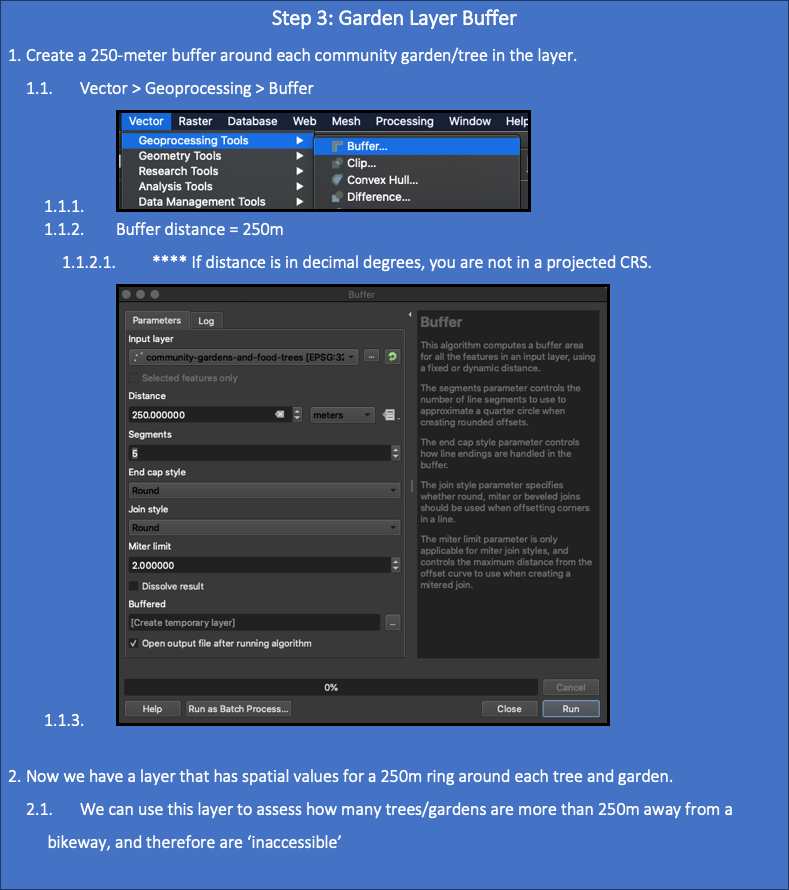 Step 3: Garden Layer Buffer
1. Create a 250-meter buffer around each community garden/tree in the layer.
1.1. Vector > Geoprocessing > Buffer
Vector Raster Database Web Mesh Processing Window Help
Geoprocessing Tools
Buffer...
Geometry Tools
Clip...
Research Tools
Convex Hull...
Analysis Tools
Difference...
Data Management Tools
1.1.1.
1.1.2. Buffer distance = 250m
1.1.2.1. **** If distance is in decimal degrees, you are not in a projected CRS.
Buffer
Parameters Log
Input layer
community-gardens-and-food-trees [EPSG:32
...
Selected features only
Distance
250.000000 meters
Segments
5
End cap style
Round
Join style
Round
Miter limit
2.000000
Dissolve result
Buffered
[Create temporary layer]
...
Open output file after running algorithm
Buffer
This algorithm computes a buffer area
for all the features in an input layer, using
a fixed or dynamic distance.
The segments parameter controls the
number of line segments to use to
approximate a quarter circle when
creating rounded offsets.
The end cap style parameter controls
how line endings are handled in the
buffer.
The join style parameter specifies
whether round, miter or beveled joins
should be used when offsetting corners
in a line.
The miter limit parameter is only
applicable for miter join styles, and
controls the maximum distance from the
offset curve to use when creating a
mitered join.
0%
Cancel
Help Run as Batch Process... Close Run
1.1.3.
2. Now we have a layer that has spatial values for a 250m ring around each tree and garden.
2.1. We can use this layer to assess how many trees/gardens are more than 250m away from a
bikeway, and therefore are ‘inaccessible’